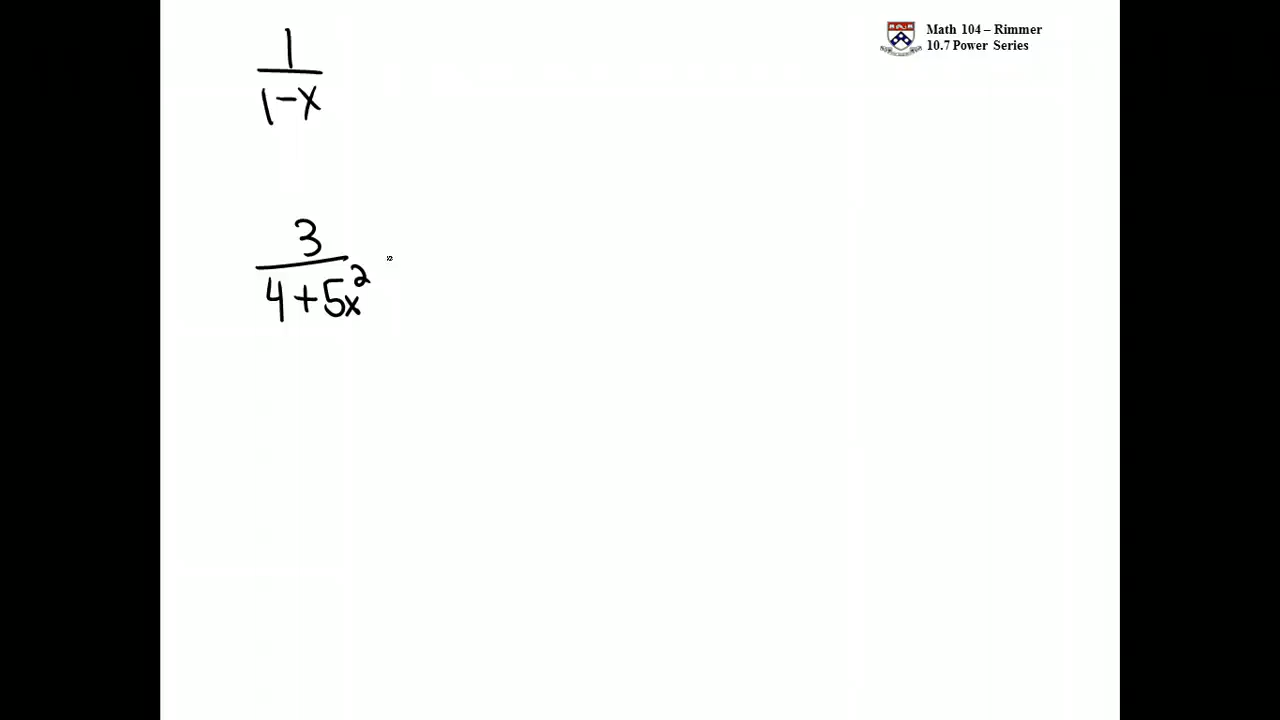 Math 104 – Rimmer
10.7 Power Series
1
1-x
3
4+5x²